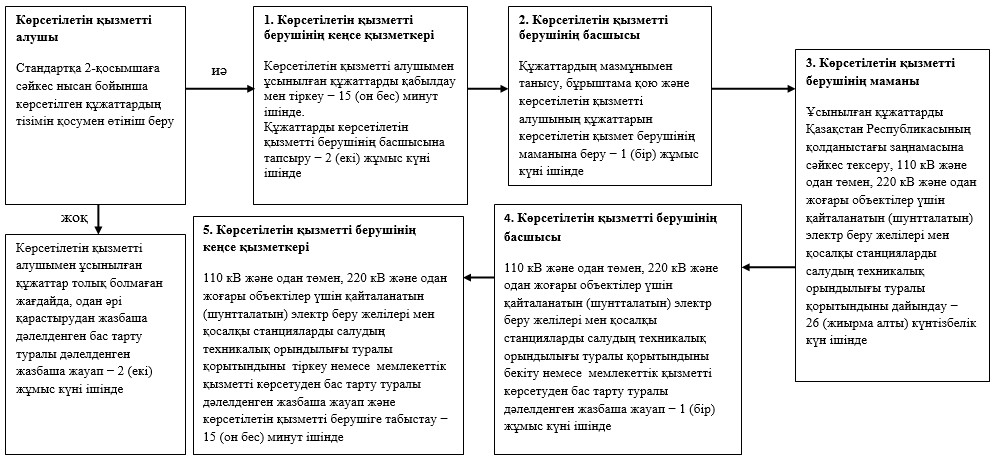 Көрсетілетін қызметті
алушы
Стандартқа 2-қосымшаға
сәйкес нысан бойынша
көрсетілген құжаттардың
тізімін қосумен өтініш беру
иә
1. Көрсетілетін қызметті
берушінің кеңсе қызметкері
Көрсетілетін қызметті алушымен
ұсынылған құжаттарды қабылдау
мен тіркеу – 15 (он бес) минут
ішінде.
Құжаттарды көрсетілетін
қызметті берушінің басшысына
тапсыру – 2 (екі) жұмыс күні
ішінде
2. Көрсетілетін қызметті
берушінің басшысы
Құжаттардың мазмұнымен
танысу, бұрыштама қою және
көрсетілетін қызметті
алушының құжаттарын
көрсетілетін қызмет берушінің
маманына беру – 1 (бір) жұмыс
күні ішінде
3. Көрсетілетін қызметті
берушінің маманы
Ұсынылған құжаттарды
Қазақстан Республикасының
қолданыстағы заңнамасына
сәйкес тексеру, 110 кВ және
одан төмен, 220 кВ және одан
жоғары объектілер үшін
қайталанатын (шунтталатын)
электр беру желілері мен
қосалқы станцияларды
салудың техникалық
орындылығы туралы
қорытындыны дайындау –
26 (жиырма алты) күнтізбелік
күн ішінде
4. Көрсетілетін қызметті берушінің
басшысы
110 кВ және одан төмен, 220 кВ және
одан жоғары объектілер үшін
қайталанатын (шунтталатын) электр
беру желілері мен қосалқы
станцияларды салудың техникалық
орындылығы туралы қорытындыны
бекіту немесе мемлекеттік қызметті
көрсетуден бас тарту туралы
дәлелденген жазбаша жауап – 1 (бір)
жұмыс күні ішінде
5. Көрсетілетін қызметті берушінің
кеңсе қызметкері
110 кВ және одан төмен, 220 кВ және одан
жоғары объектілер үшін қайталанатын
(шунтталатын) электр беру желілері мен
қосалқы станцияларды салудың
техникалық орындылығы туралы
қорытындыны тіркеу немесе мемлекеттік
қызметті көрсетуден бас тарту туралы
дәлелденген жазбаша жауап және
көрсетілетін қызметті берушіге табыстау –
15 (он бес) минут ішінде
жоқ
Көрсетілетін қызметті
алушымен ұсынылған
құжаттар толық болмаған
жағдайда, одан әрі
қарастырудан жазбаша
дәлелденген бас тарту
туралы дәлелденген
жазбаша жауап – 2 (екі)
жұмыс күні ішінде